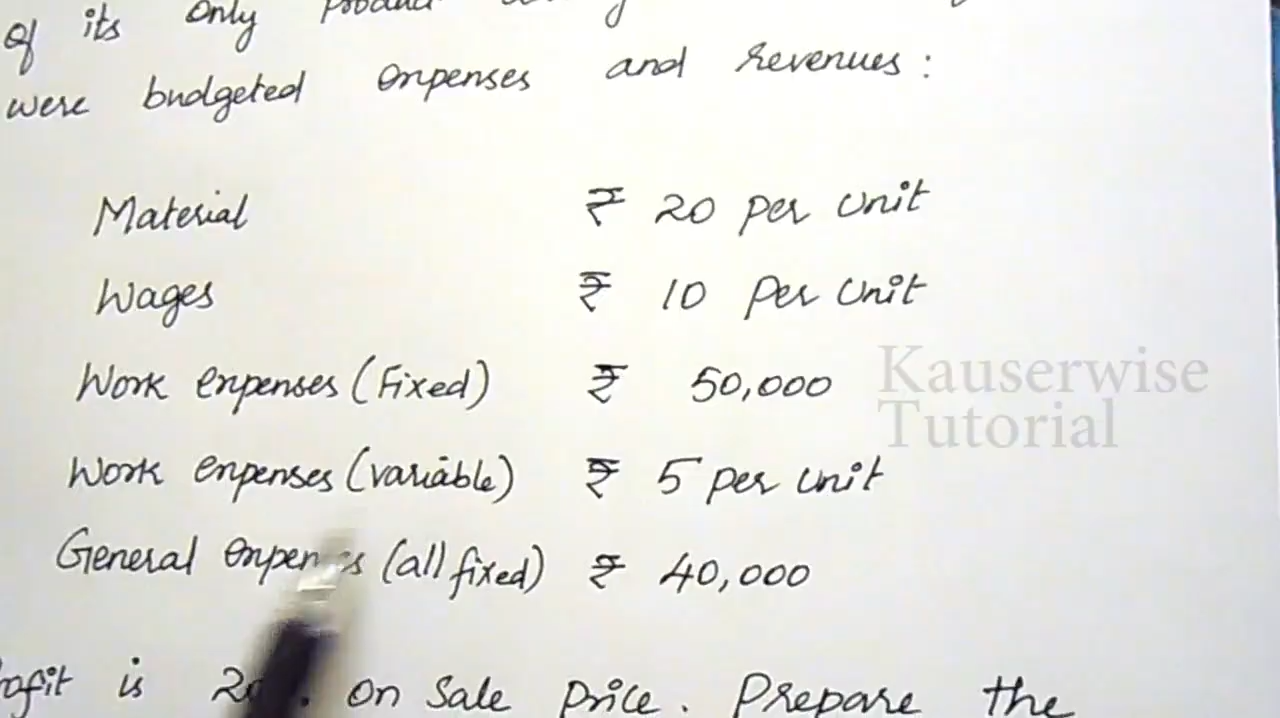 of its only product
were budgeted expenses and revenues:
Material ₹ 20 per unit
Wages ₹ 10 Per Unit
Work expenses (Fixed) ₹ 50,000
Kauserwise
Tutorial
Work expenses (variable) ₹ 5 per unit
General expenses (all fixed) ₹ 40,000
is on sale price. Prepare the